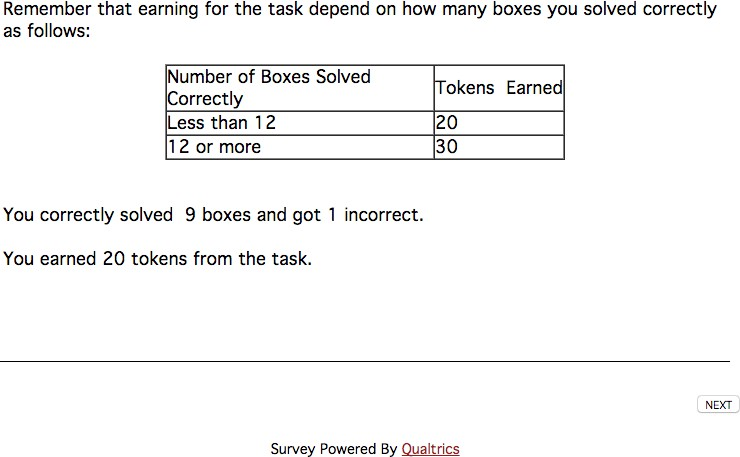 Remember that earning for the task depend on how many boxes you solved correctly
as follows:
Number of Boxes Solved
Correctly
Tokens Earned
Less than 12
20
12 or more
30
You correctly solved 9 boxes and got 1 incorrect.
You earned 20 tokens from the task.
NEXT
Survey Powered By Qualtrics